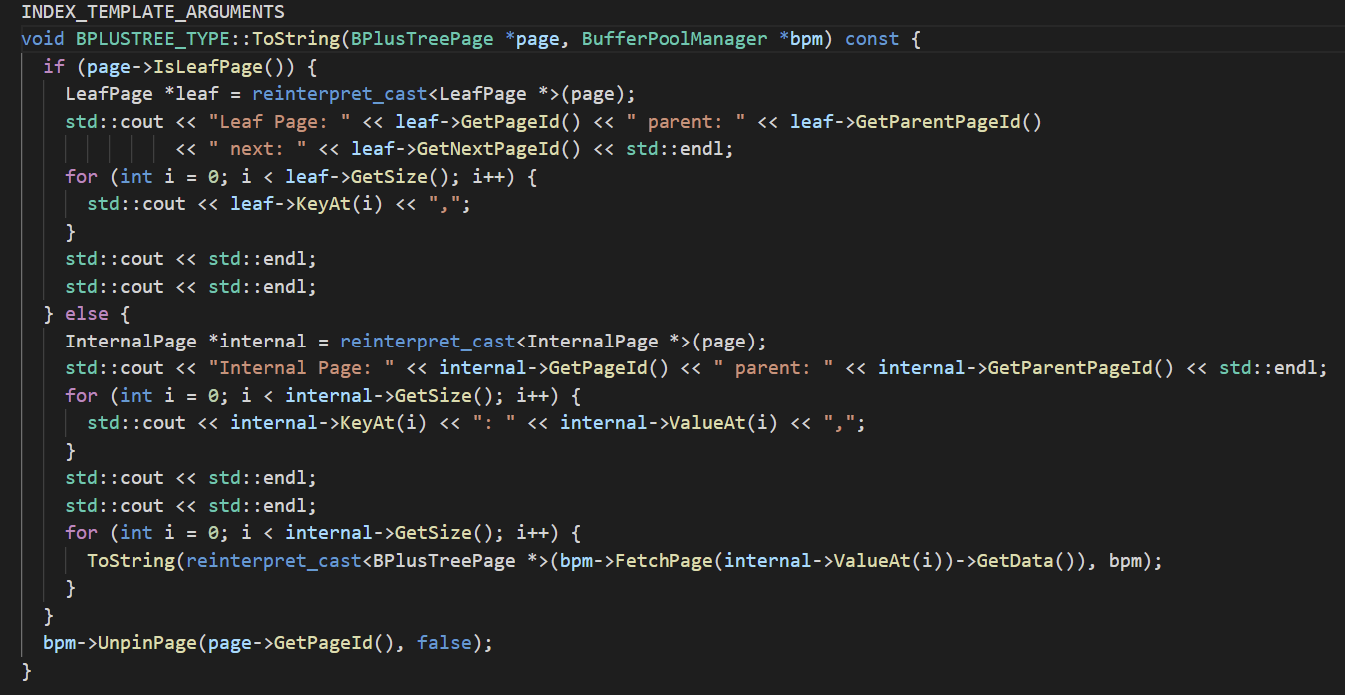 INDEX_TEMPLATE_ARGUMENTS
void BPLUSTREE_TYPE::ToString(BPlusTreePage *page, BufferPoolManager *bpm) const {
  if (page->IsLeafPage()) {
    LeafPage *leaf = reinterpret_cast<LeafPage *>(page);
    std::cout << "Leaf Page: " << leaf->GetPageId() << " parent: " << leaf->GetParentPageId()
              << " next: " << leaf->GetNextPageId() << std::endl;
    for (int i = 0; i < leaf->GetSize(); i++) {
      std::cout << leaf->KeyAt(i) << ",";
    }
    std::cout << std::endl;
    std::cout << std::endl;
  } else {
    InternalPage *internal = reinterpret_cast<InternalPage *>(page);
    std::cout << "Internal Page: " << internal->GetPageId() << " parent: " << internal->GetParentPageId() << std::endl;
    for (int i = 0; i < internal->GetSize(); i++) {
      std::cout << internal->KeyAt(i) << ": " << internal->ValueAt(i) << ",";
    }
    std::cout << std::endl;
    std::cout << std::endl;
    for (int i = 0; i < internal->GetSize(); i++) {
      ToString(reinterpret_cast<BPlusTreePage *>(bpm->FetchPage(internal->ValueAt(i))->GetData()), bpm);
    }
  }
  bpm->UnpinPage(page->GetPageId(), false);
}